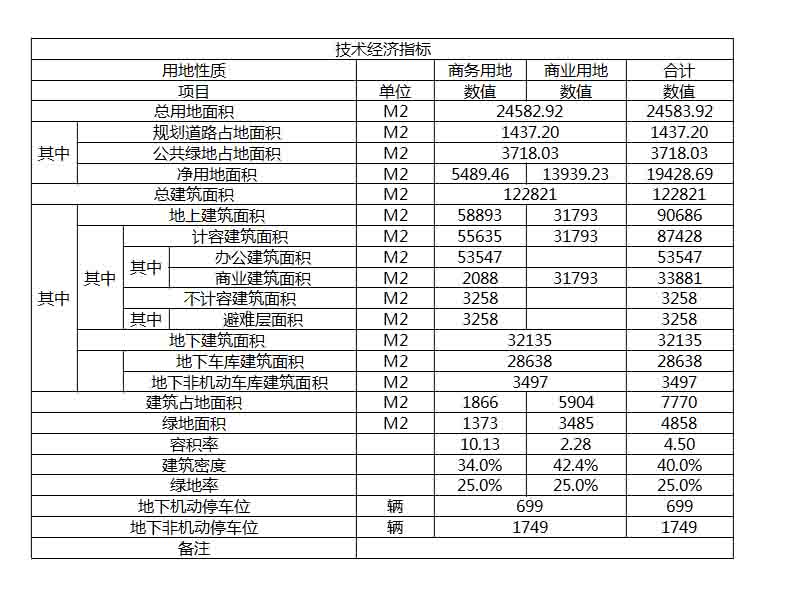 技术经济指标
用地性质 商务用地 商业用地 合计
项目 单位 数值 数值 数值
总用地面积 M2 24582.92 24583.92
其中 规划道路占地面积 M2 1437.20 1437.20
公共绿地占地面积 M2 3718.03 3718.03
净用地面积 M2 5489.46 13939.23 19428.69
总建筑面积 M2 122821 122821
其中 地上建筑面积 M2 58893 31793 90686
其中 计容建筑面积 M2 55635 31793 87428
其中 办公建筑面积 M2 53547 53547
商业建筑面积 M2 2088 31793 33881
不计容建筑面积 M2 3258 3258
其中 避难层面积 M2 3258 3258
地下建筑面积 M2 32135 32135
地下车库建筑面积 M2 28638 28638
地下非机动车库建筑面积 M2 3497 3497
建筑占地面积 M2 1866 5904 7770
绿地面积 M2 1373 3485 4858
容积率 10.13 2.28 4.50
建筑密度 34.0% 42.4% 40.0%
绿地率 25.0% 25.0% 25.0%
地下机动停车位 辆 699 699
地下非机动停车位 辆 1749 1749
备注